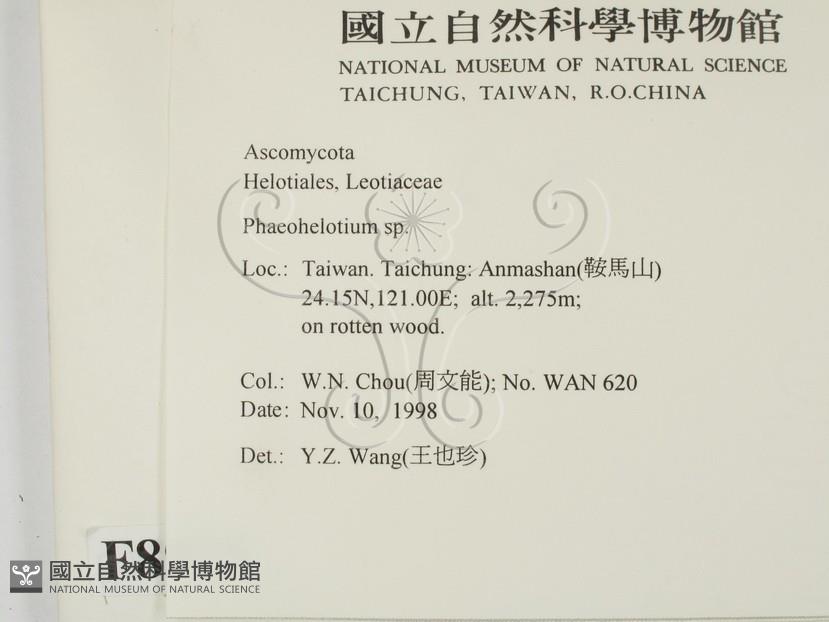 國立自然科學博物館
NATIONAL MUSEUM OF NATURAL SCIENCE
TAICHUNG, TAIWAN, R.O.CHINA
Ascomycota
Helotiales, Leotiaceae
Phaeohelotium sp.
Loc.: Taiwan. Taichung: Anmashan(鞍馬山)
24.15N,121.00E; alt. 2,275m;
on rotten wood.
Col.: W.N. Chou(周文能); No. WAN 620
Date: Nov. 10, 1998
Det.: Y.Z. Wang(王也珍)
國立自然科學博物館
NATIONAL MUSEUM OF NATURAL SCIENCE